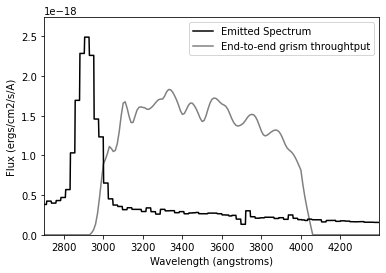 1e−18
Emitted Spectrum
End-to-end grism throughtput
2.5
2.0
1.5
1.0
0.5
0.0
Flux (ergs/cm2/s/A)
2800 3000 3200 3400 3600 3800 4000 4200
Wavelength (angstroms)